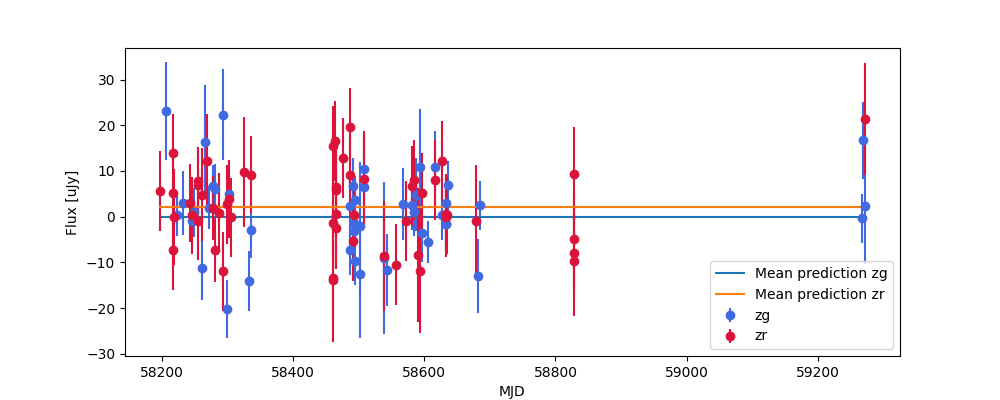 30
20
10
0
−10
−20
−30
Flux [uJy]
58200
58400
58600
58800
59000
59200
MJD
Mean prediction zg
Mean prediction zr
zg
zr